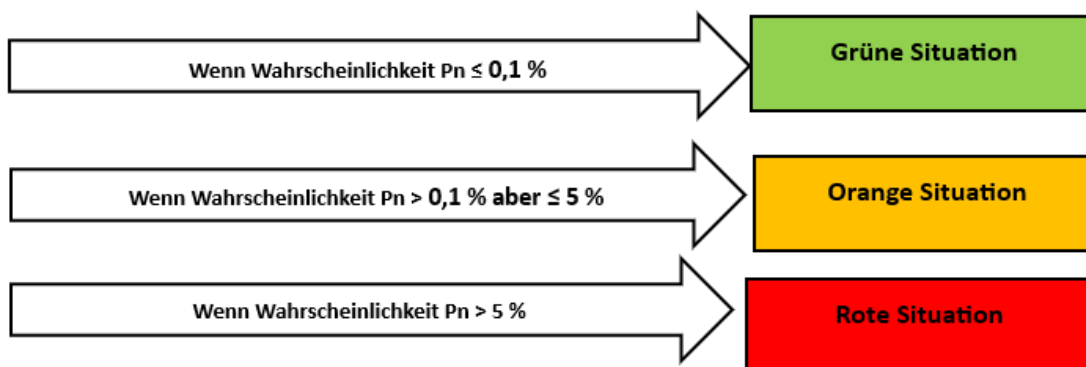 Wenn Wahrscheinlichkeit Pn ≤ 0,1 %
Grüne Situation
Wenn Wahrscheinlichkeit Pn > 0,1 % aber ≤ 5 %
Orange Situation
Wenn Wahrscheinlichkeit Pn > 5 %
Rote Situation